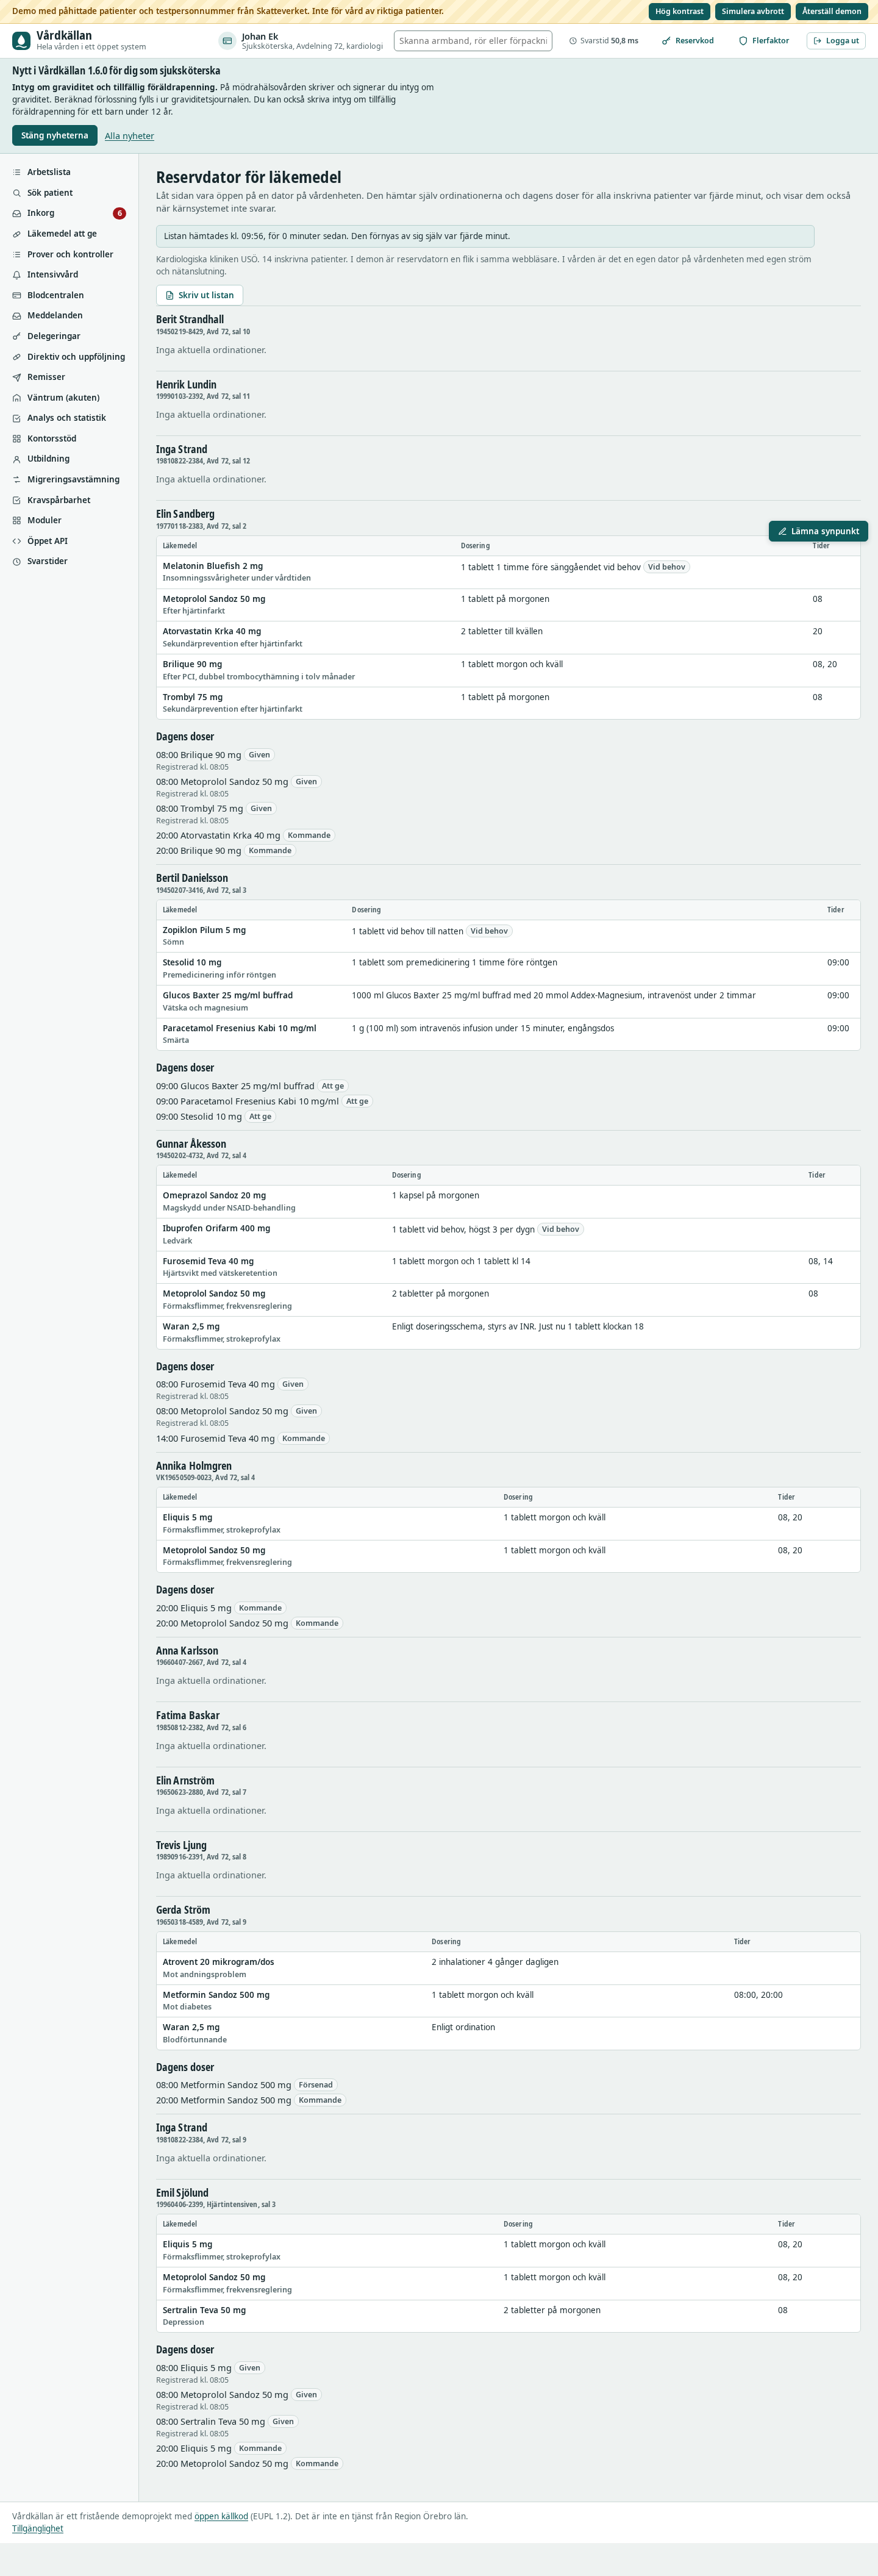 Demo med påhittade patienter och testpersonnummer från Skatteverket. Inte för vård av riktiga patienter.
Hög kontrast
Simulera avbrott
Återställ demon
Vårdkällan
Hela vården i ett öppet system
Johan Ek
Sjuksköterska, Avdelning 72, kardiologi
Skanna armband, rör eller förpackni
Svarstid 50,8 ms
Reservkod
Flerfaktor
Logga ut
Nytt i Vårdkällan 1.6.0 för dig som sjuksköterska
Intyg om graviditet och tillfällig föräldrapenning. På mödrahälsovården skriver och signerar du intyg om
graviditet. Beräknad förlossning fylls i ur graviditetsjournalen. Du kan också skriva intyg om tillfällig
föräldrapenning för ett barn under 12 år.
Stäng nyheterna
Alla nyheter
Arbetslista
Sök patient
Inkorg
6
Läkemedel att ge
Prover och kontroller
Intensivvård
Blodcentralen
Meddelanden
Delegeringar
Direktiv och uppföljning
Remisser
Väntrum (akuten)
Analys och statistik
Kontorsstöd
Utbildning
Migreringsavstämning
Kravspårbarhet
Moduler
Öppet API
Svarstider
Reservdator för läkemedel
Låt sidan vara öppen på en dator på vårdenheten. Den hämtar själv ordinationerna och dagens doser för alla inskrivna patienter var fjärde minut, och visar dem också
när kärnsystemet inte svarar.
Listan hämtades kl. 09:56, för 0 minuter sedan. Den förnyas av sig själv var fjärde minut.
Kardiologiska kliniken USÖ. 14 inskrivna patienter. I demon är reservdatorn en flik i samma webbläsare. I vården är det en egen dator på vårdenheten med egen ström
och nätanslutning.
Skriv ut listan
Berit Strandhall
19450219-8429, Avd 72, sal 10
Inga aktuella ordinationer.
Henrik Lundin
19990103-2392, Avd 72, sal 11
Inga aktuella ordinationer.
Inga Strand
19810822-2384, Avd 72, sal 12
Inga aktuella ordinationer.
Elin Sandberg
19770118-2383, Avd 72, sal 2
Lämna synpunkt
Läkemedel Dosering Tider
Melatonin Bluefish 2 mg 1 tablett 1 timme före sänggåendet vid behov Vid behov
Insomningssvårigheter under vårdtiden
Metoprolol Sandoz 50 mg 1 tablett på morgonen 08
Efter hjärtinfarkt
Atorvastatin Krka 40 mg 2 tabletter till kvällen 20
Sekundärprevention efter hjärtinfarkt
Brilique 90 mg 1 tablett morgon och kväll 08, 20
Efter PCI, dubbel trombocythämning i tolv månader
Trombyl 75 mg 1 tablett på morgonen 08
Sekundärprevention efter hjärtinfarkt
Dagens doser
08:00 Brilique 90 mg Given
Registrerad kl. 08:05
08:00 Metoprolol Sandoz 50 mg Given
Registrerad kl. 08:05
08:00 Trombyl 75 mg Given
Registrerad kl. 08:05
20:00 Atorvastatin Krka 40 mg Kommande
20:00 Brilique 90 mg Kommande
Bertil Danielsson
19450207-3416, Avd 72, sal 3
Läkemedel Dosering Tider
Zopiklon Pilum 5 mg 1 tablett vid behov till natten Vid behov
Sömn
Stesolid 10 mg 1 tablett som premedicinering 1 timme före röntgen 09:00
Premedicinering inför röntgen
Glucos Baxter 25 mg/ml buffrad 1000 ml Glucos Baxter 25 mg/ml buffrad med 20 mmol Addex-Magnesium, intravenöst under 2 timmar 09:00
Vätska och magnesium
Paracetamol Fresenius Kabi 10 mg/ml 1 g (100 ml) som intravenös infusion under 15 minuter, engångsdos 09:00
Smärta
Dagens doser
09:00 Glucos Baxter 25 mg/ml buffrad Att ge
09:00 Paracetamol Fresenius Kabi 10 mg/ml Att ge
09:00 Stesolid 10 mg Att ge
Gunnar Åkesson
19450202-4732, Avd 72, sal 4
Läkemedel Dosering Tider
Omeprazol Sandoz 20 mg 1 kapsel på morgonen
Magskydd under NSAID-behandling
Ibuprofen Orifarm 400 mg 1 tablett vid behov, högst 3 per dygn Vid behov
Ledvärk
Furosemid Teva 40 mg 1 tablett morgon och 1 tablett kl 14 08, 14
Hjärtsvikt med vätskeretention
Metoprolol Sandoz 50 mg 2 tabletter på morgonen 08
Förmaksflimmer, frekvensreglering
Waran 2,5 mg Enligt doseringsschema, styrs av INR. Just nu 1 tablett klockan 18
Förmaksflimmer, strokeprofylax
Dagens doser
08:00 Furosemid Teva 40 mg Given
Registrerad kl. 08:05
08:00 Metoprolol Sandoz 50 mg Given
Registrerad kl. 08:05
14:00 Furosemid Teva 40 mg Kommande
Annika Holmgren
VK19650509-0023, Avd 72, sal 4
Läkemedel Dosering Tider
Eliquis 5 mg 1 tablett morgon och kväll 08, 20
Förmaksflimmer, strokeprofylax
Metoprolol Sandoz 50 mg 1 tablett morgon och kväll 08, 20
Förmaksflimmer, frekvensreglering
Dagens doser
20:00 Eliquis 5 mg Kommande
20:00 Metoprolol Sandoz 50 mg Kommande
Anna Karlsson
19660407-2667, Avd 72, sal 4
Inga aktuella ordinationer.
Fatima Baskar
19850812-2382, Avd 72, sal 6
Inga aktuella ordinationer.
Elin Arnström
19650623-2880, Avd 72, sal 7
Inga aktuella ordinationer.
Trevis Ljung
19890916-2391, Avd 72, sal 8
Inga aktuella ordinationer.
Gerda Ström
19650318-4589, Avd 72, sal 9
Läkemedel Dosering Tider
Atrovent 20 mikrogram/dos 2 inhalationer 4 gånger dagligen
Mot andningsproblem
Metformin Sandoz 500 mg 1 tablett morgon och kväll 08:00, 20:00
Mot diabetes
Waran 2,5 mg Enligt ordination
Blodförtunnande
Dagens doser
08:00 Metformin Sandoz 500 mg Försenad
20:00 Metformin Sandoz 500 mg Kommande
Inga Strand
19810822-2384, Avd 72, sal 9
Inga aktuella ordinationer.
Emil Sjölund
19960406-2399, Hjärtintensiven, sal 3
Läkemedel Dosering Tider
Eliquis 5 mg 1 tablett morgon och kväll 08, 20
Förmaksflimmer, strokeprofylax
Metoprolol Sandoz 50 mg 1 tablett morgon och kväll 08, 20
Förmaksflimmer, frekvensreglering
Sertralin Teva 50 mg 2 tabletter på morgonen 08
Depression
Dagens doser
08:00 Eliquis 5 mg Given
Registrerad kl. 08:05
08:00 Metoprolol Sandoz 50 mg Given
Registrerad kl. 08:05
08:00 Sertralin Teva 50 mg Given
Registrerad kl. 08:05
20:00 Eliquis 5 mg Kommande
20:00 Metoprolol Sandoz 50 mg Kommande
Vårdkällan är ett fristående demoprojekt med öppen källkod (EUPL 1.2). Det är inte en tjänst från Region Örebro län.
Tillgänglighet